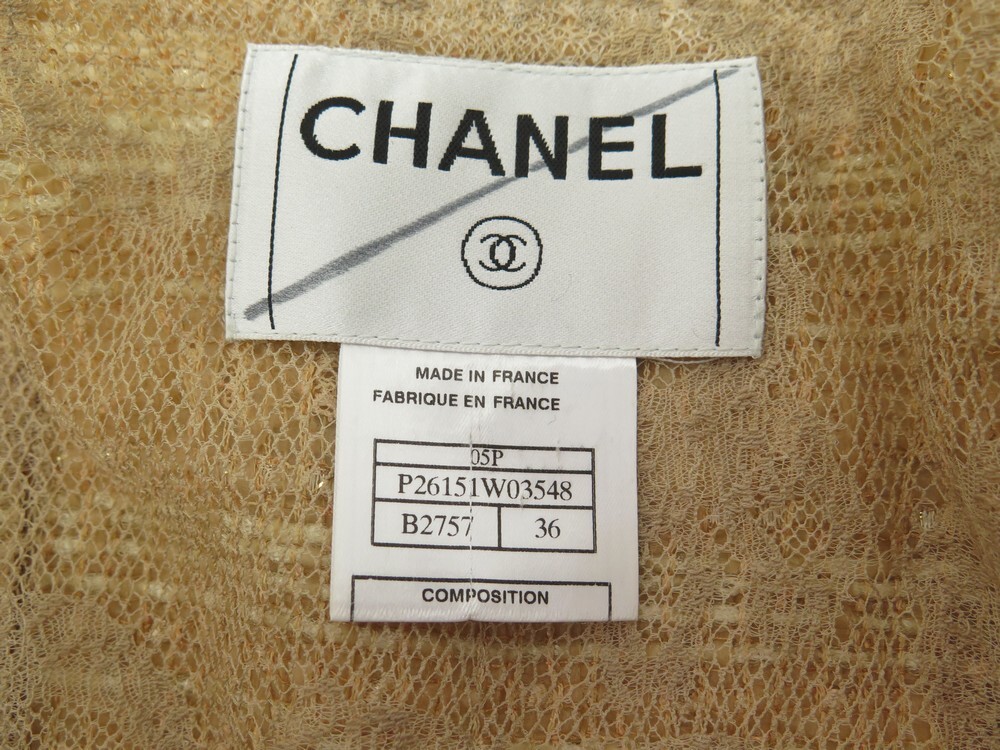 CHANEL
MADE IN FRANCE
FABRIQUE EN FRANCE
05P
P26151W03548
B2757 36
COMPOSITION